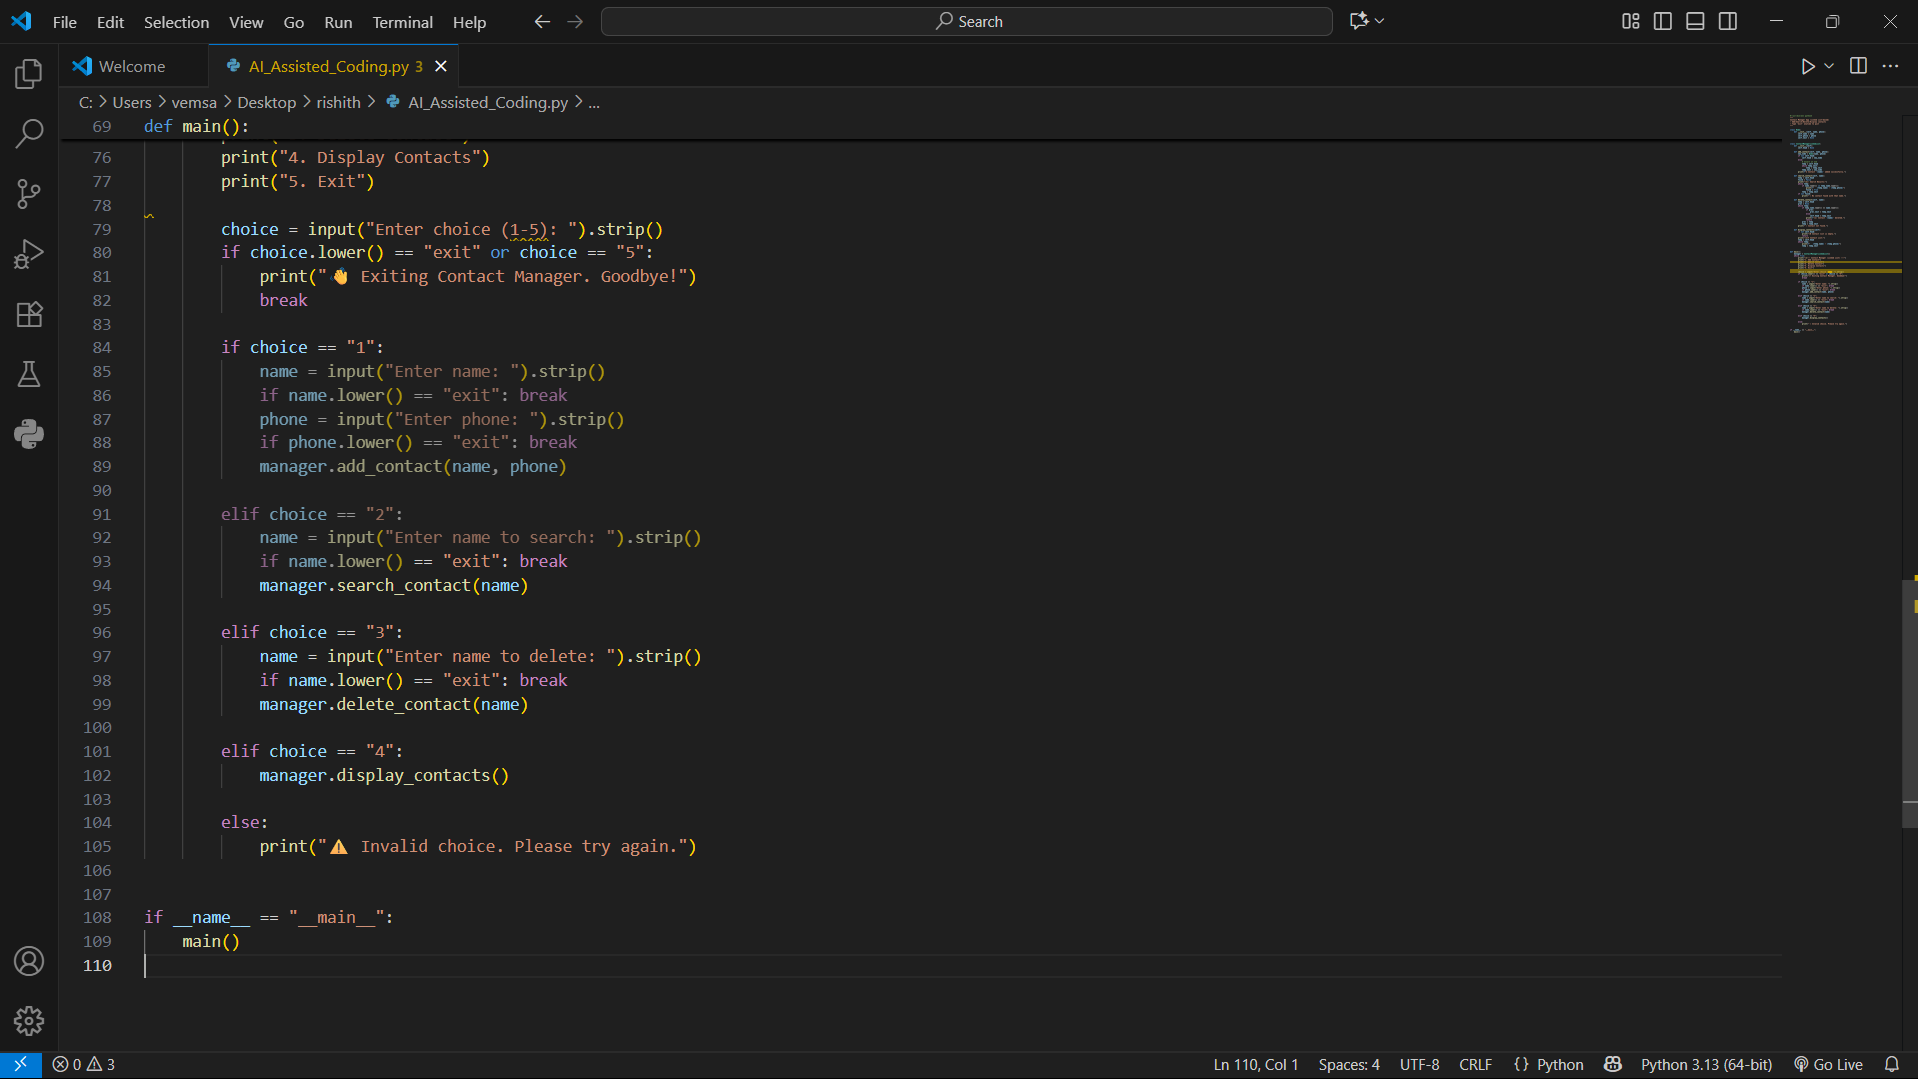 File Edit Selection View Go Run Terminal Help
Search
Welcome
AI_Assisted_Coding.py 3
C: > Users > vemsa > Desktop > rishith > AI_Assisted_Coding.py > ...
69 def main():
76 print("4. Display Contacts")
77 print("5. Exit")
78
79 choice = input("Enter choice (1-5): ").strip()
80 if choice.lower() == "exit" or choice == "5":
81 print("👋 Exiting Contact Manager. Goodbye!")
82 break
83
84 if choice == "1":
85 name = input("Enter name: ").strip()
86 if name.lower() == "exit": break
87 phone = input("Enter phone: ").strip()
88 if phone.lower() == "exit": break
89 manager.add_contact(name, phone)
90
91 elif choice == "2":
92 name = input("Enter name to search: ").strip()
93 if name.lower() == "exit": break
94 manager.search_contact(name)
95
96 elif choice == "3":
97 name = input("Enter name to delete: ").strip()
98 if name.lower() == "exit": break
99 manager.delete_contact(name)
100
101 elif choice == "4":
102 manager.display_contacts()
103
104 else:
105 print("⚠️ Invalid choice. Please try again.")
106
107
108 if __name__ == "__main__":
109 main()
110
0 3
Ln 110, Col 1 Spaces: 4 UTF-8 CRLF {} Python Python 3.13 (64-bit) Go Live